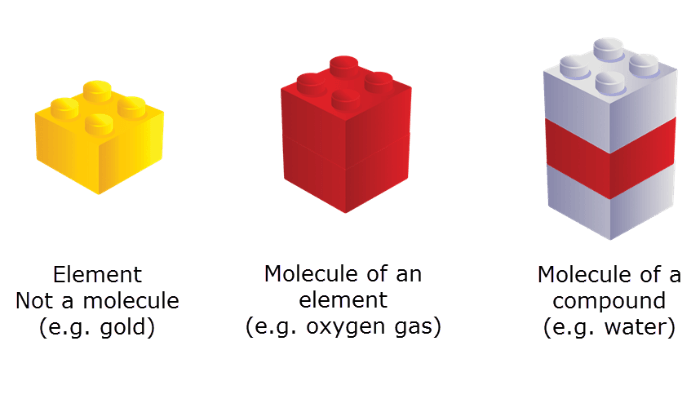 Element
Not a molecule
(e.g. gold)
Molecule of an
element
(e.g. oxygen gas)
Molecule of a
compound
(e.g. water)